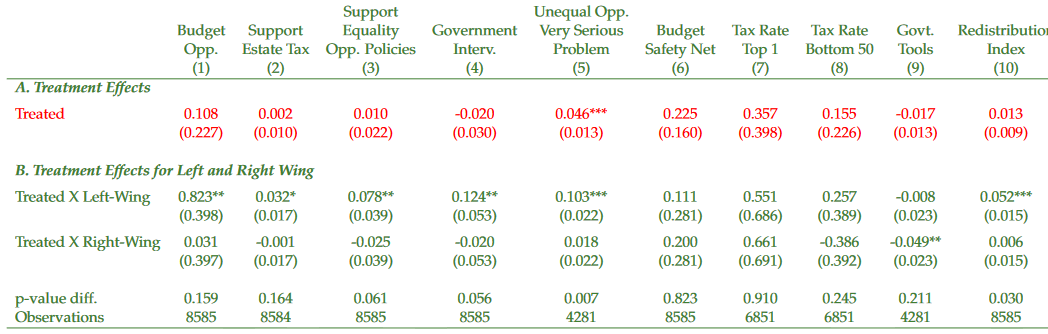 Support Unequal Opp.
Budget Support Equality Government Very Serious Budget Tax Rate Tax Rate Govt. Redistribution
Opp. Estate Tax Opp. Policies Interv. Problem Safety Net Top 1 Bottom 50 Tools Index
(1) (2) (3) (4) (5) (6) (7) (8) (9) (10)
A. Treatment Effects
Treated 0.108 0.002 0.010 -0.020 0.046*** 0.225 0.357 0.155 -0.017 0.013
(0.227) (0.010) (0.022) (0.030) (0.013) (0.160) (0.398) (0.226) (0.013) (0.009)
B. Treatment Effects for Left and Right Wing
Treated X Left-Wing 0.823** 0.032* 0.078** 0.124** 0.103*** 0.111 0.551 0.257 -0.008 0.052***
(0.398) (0.017) (0.039) (0.053) (0.022) (0.281) (0.686) (0.389) (0.023) (0.015)
Treated X Right-Wing 0.031 -0.001 -0.025 -0.020 0.018 0.200 0.661 -0.386 -0.049** 0.006
(0.397) (0.017) (0.039) (0.053) (0.022) (0.281) (0.691) (0.392) (0.023) (0.015)
p-value diff. 0.159 0.164 0.061 0.056 0.007 0.823 0.910 0.245 0.211 0.030
Observations 8585 8584 8585 8585 4281 8585 6851 6851 4281 8585